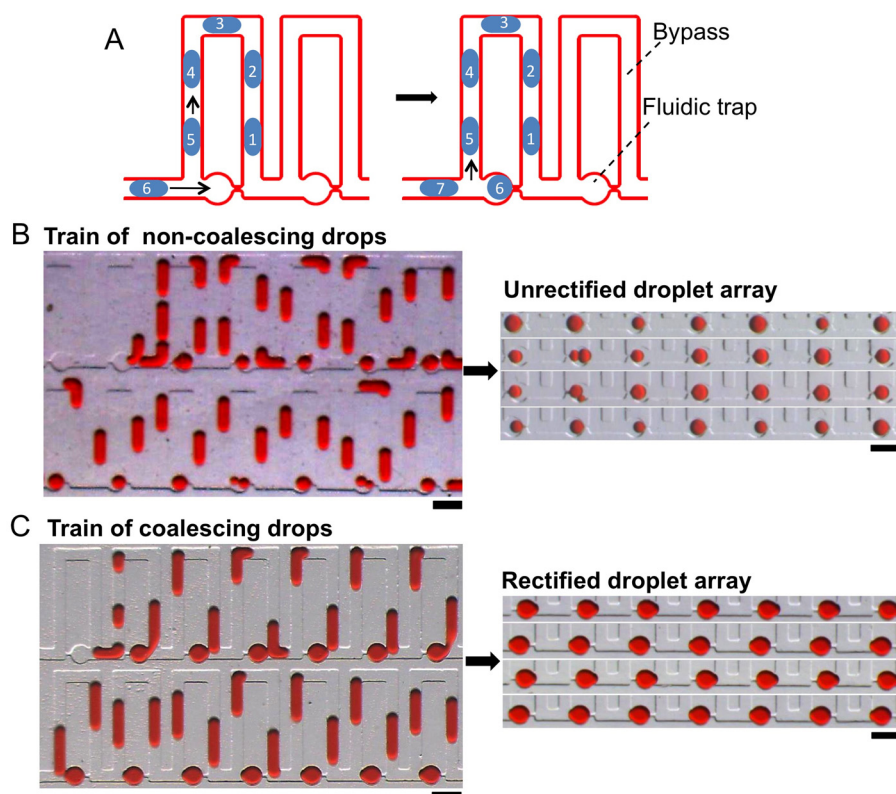 A
3
3
Bypass
4
2
4
2
Fluidic trap
5
1
5
1
6
7
6
B
Train of non-coalescing drops
Unrectified droplet array
C
Train of coalescing drops
Rectified droplet array